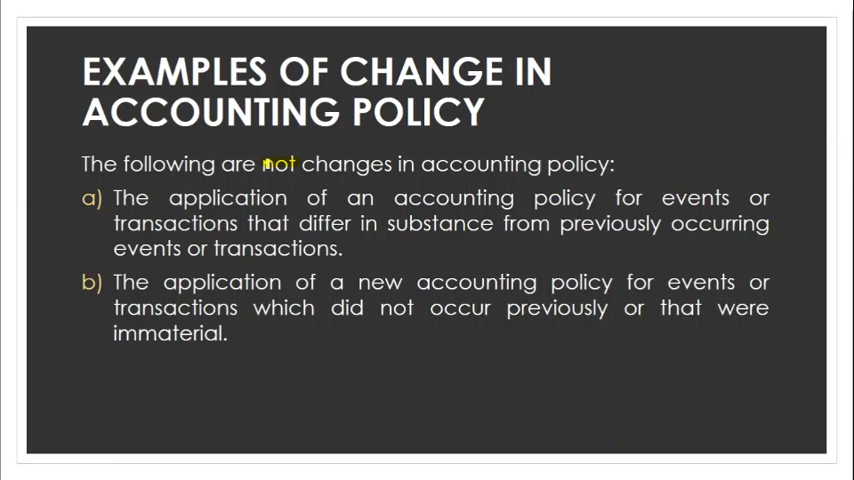 EXAMPLES OF CHANGE IN
ACCOUNTING POLICY
The following are not changes in accounting policy:
a) The application of an accounting policy for events or
transactions that differ in substance from previously occurring
events or transactions.
b) The application of a new accounting policy for events or
transactions which did not occur previously or that were
immaterial.